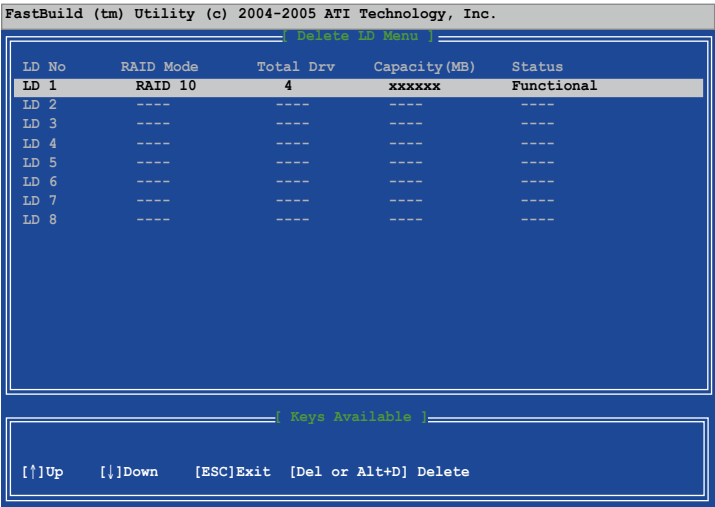 FastBuild (tm) Utility (c) 2004-2005 ATI Technology, Inc.
[ Delete LD Menu ]
LD No RAID Mode Total Drv Capacity(MB) Status
LD 1 RAID 10 4 xxxxxx Functional
LD 2 ---- ---- ---- ----
LD 3 ---- ---- ---- ----
LD 4 ---- ---- ---- ----
LD 5 ---- ---- ---- ----
LD 6 ---- ---- ---- ----
LD 7 ---- ---- ---- ----
LD 8 ---- ---- ---- ----
[ Keys Available ]
[↑]Up [↓]Down [ESC]Exit [Del or Alt+D] Delete